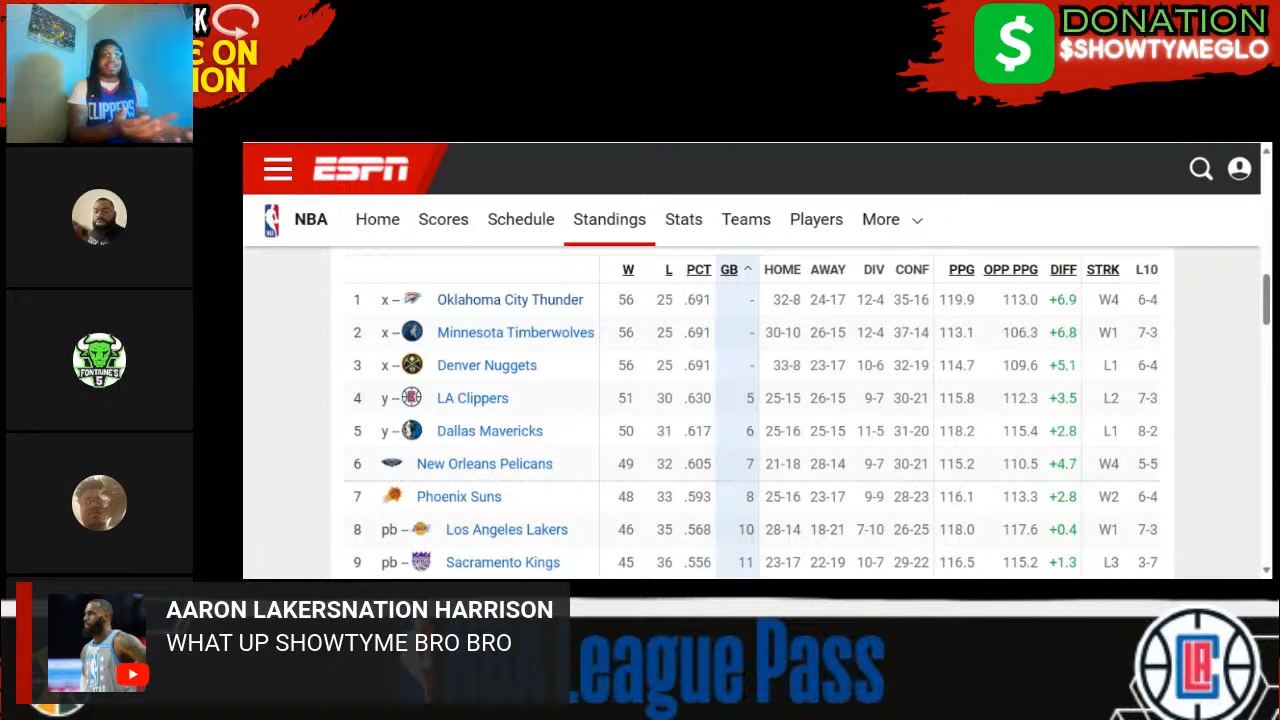 K
E ON
ION
CLIPPERS
DONATION
$
$SHOWTYMEGLO
FONTAINE'S
5
ESPN
NBA Home Scores Schedule Standings Stats Teams Players More
W L PCT GB HOME AWAY DIV CONF PPG OPP PPG DIFF STRK L10
1 x -- Oklahoma City Thunder 56 25 .691 - 32-8 24-17 12-4 35-16 119.9 113.0 +6.9 W4 6-4
2 x -- Minnesota Timberwolves 56 25 .691 - 30-10 26-15 12-4 37-14 113.1 106.3 +6.8 W1 7-3
3 x -- Denver Nuggets 56 25 .691 - 33-8 23-17 10-6 32-19 114.7 109.6 +5.1 L1 6-4
4 y -- LA Clippers 51 30 .630 5 25-15 26-15 9-7 30-21 115.8 112.3 +3.5 L2 7-3
5 y -- Dallas Mavericks 50 31 .617 6 25-16 25-15 11-5 31-20 118.2 115.4 +2.8 L1 8-2
6 New Orleans Pelicans 49 32 .605 7 21-18 28-14 9-7 30-21 115.2 110.5 +4.7 W4 5-5
7 Phoenix Suns 48 33 .593 8 25-16 23-17 9-9 28-23 116.1 113.3 +2.8 W2 6-4
8 pb -- Los Angeles Lakers 46 35 .568 10 28-14 18-21 7-10 26-25 118.0 117.6 +0.4 W1 7-3
9 pb -- Sacramento Kings 45 36 .556 11 23-17 22-19 10-7 29-22 116.5 115.2 +1.3 L3 3-7
AARON LAKERSNATION HARRISON
WHAT UP SHOWTYME BRO BRO
League Pass
LA